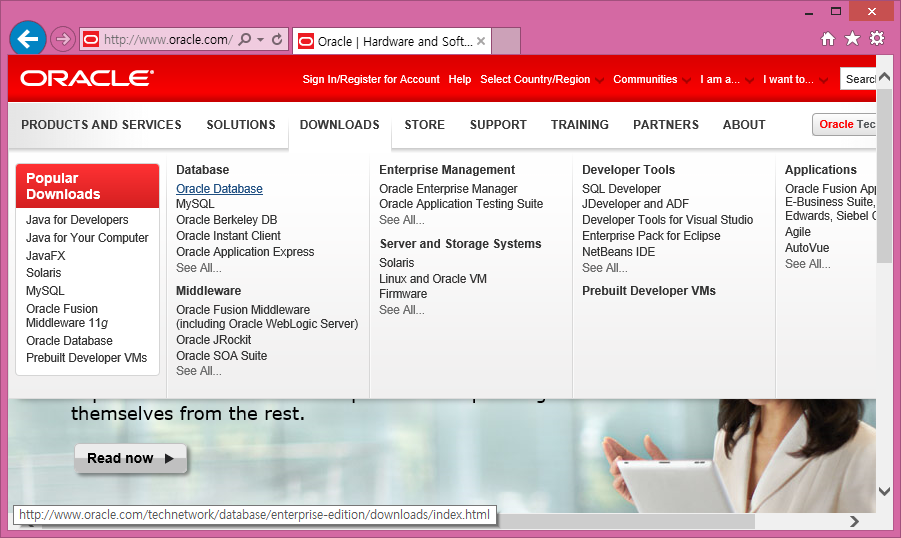 http://www.oracle.com/
Oracle | Hardware and Soft...
ORACLE®
Sign In/Register for Account Help Select Country/Region Communities I am a... I want to... Searc
PRODUCTS AND SERVICES SOLUTIONS DOWNLOADS STORE SUPPORT TRAINING PARTNERS ABOUT Oracle Tec
Popular
Downloads
Java for Developers
Java for Your Computer
JavaFX
Solaris
MySQL
Oracle Fusion
Middleware 11g
Oracle Database
Prebuilt Developer VMs
Database
Oracle Database
MySQL
Oracle Berkeley DB
Oracle Instant Client
Oracle Application Express
See All...
Middleware
Oracle Fusion Middleware
(including Oracle WebLogic Server)
Oracle JRockit
Oracle SOA Suite
See All...
Enterprise Management
Oracle Enterprise Manager
Oracle Application Testing Suite
See All...
Server and Storage Systems
Solaris
Linux and Oracle VM
Firmware
See All...
Developer Tools
SQL Developer
JDeveloper and ADF
Developer Tools for Visual Studio
Enterprise Pack for Eclipse
NetBeans IDE
See All...
Prebuilt Developer VMs
Applications
Oracle Fusion App
E-Business Suite,
Edwards, Siebel C
Agile
AutoVue
See All...
themselves from the rest.
Read now
http://www.oracle.com/technetwork/database/enterprise-edition/downloads/index.html